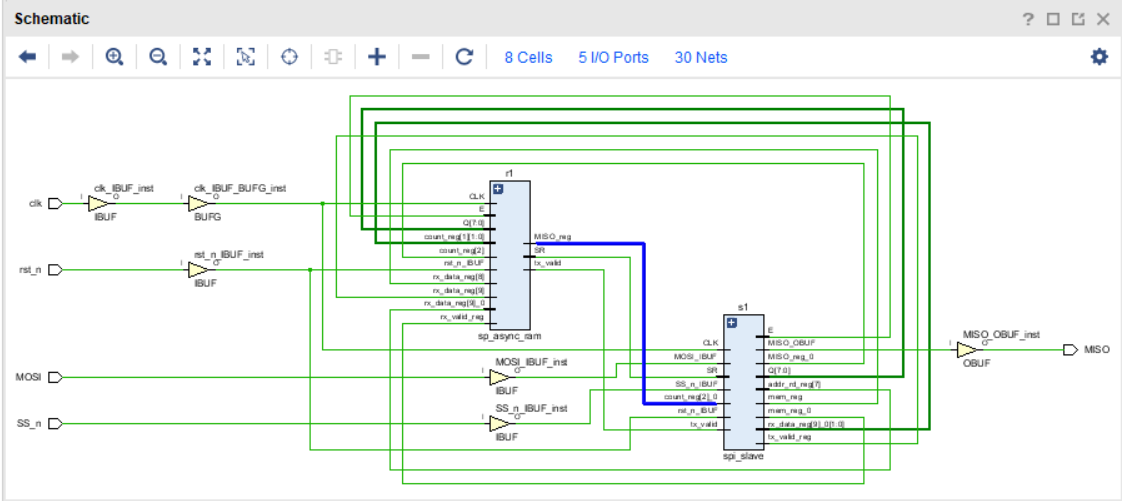 Schematic
8 Cells 5 I/O Ports 30 Nets
clk
I
clk_IBUF_inst
O
IBUF
I
clk_IBUF_BUFG_inst
O
BUFG
rst_n
I
rst_n_IBUF_inst
O
IBUF
r1
CLK
E
Q[7:0]
count_reg[1][1:0]
count_reg[2]
rst_n_IBUF
rx_data_reg[8]
rx_data_reg[9]
rx_data_reg[9]_0
rx_valid_reg
MISO_reg
SR
tx_valid
sp_async_ram
MOSI
I
MOSI_IBUF_inst
O
IBUF
SS_n
I
SS_n_IBUF_inst
O
IBUF
s1
CLK
MOSI_IBUF
SR
SS_n_IBUF
count_reg[2]_0
rst_n_IBUF
tx_valid
E
MISO_OBUF
MISO_reg_0
Q[7:0]
addr_rd_reg[7]
mem_reg
mem_reg_0
rx_data_reg[9]_0[1:0]
tx_valid_reg
spi_slave
I
MISO_OBUF_inst
O
OBUF
MISO